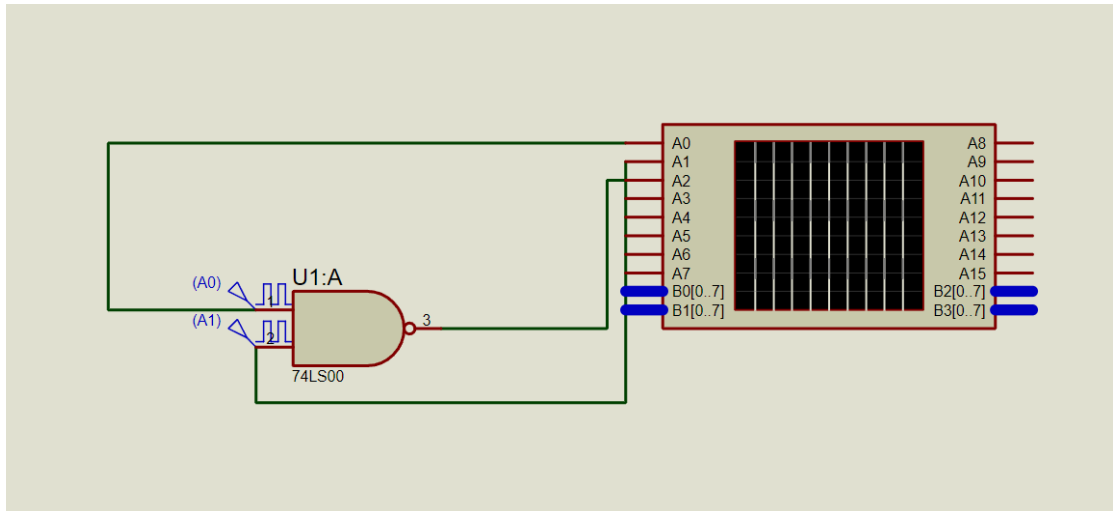 A0 A8
A1 A9
A2 A10
A3 A11
A4 A12
A5 A13
A6 A14
A7 A15
B0[0..7] B2[0..7]
B1[0..7] B3[0..7]
U1:A
(A0)
1
(A1)
2
3
74LS00